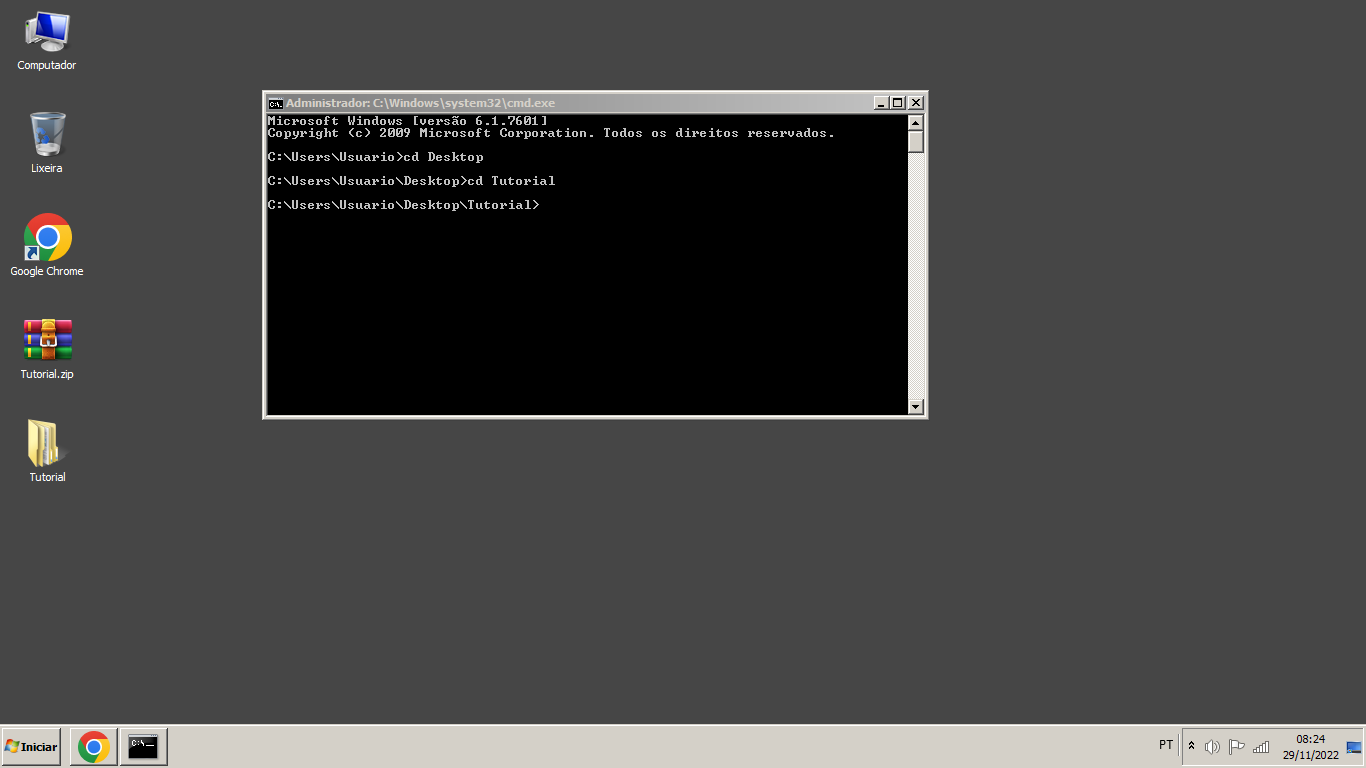 Computador
Lixeira
Google Chrome
Tutorial.zip
Tutorial
Administrador: C:\Windows\system32\cmd.exe
Microsoft Windows [versão 6.1.7601]
Copyright (c) 2009 Microsoft Corporation. Todos os direitos reservados.
C:\Users\Usuario>cd Desktop
C:\Users\Usuario\Desktop>cd Tutorial
C:\Users\Usuario\Desktop\Tutorial>
Iniciar
C:\._
PT
08:24
29/11/2022